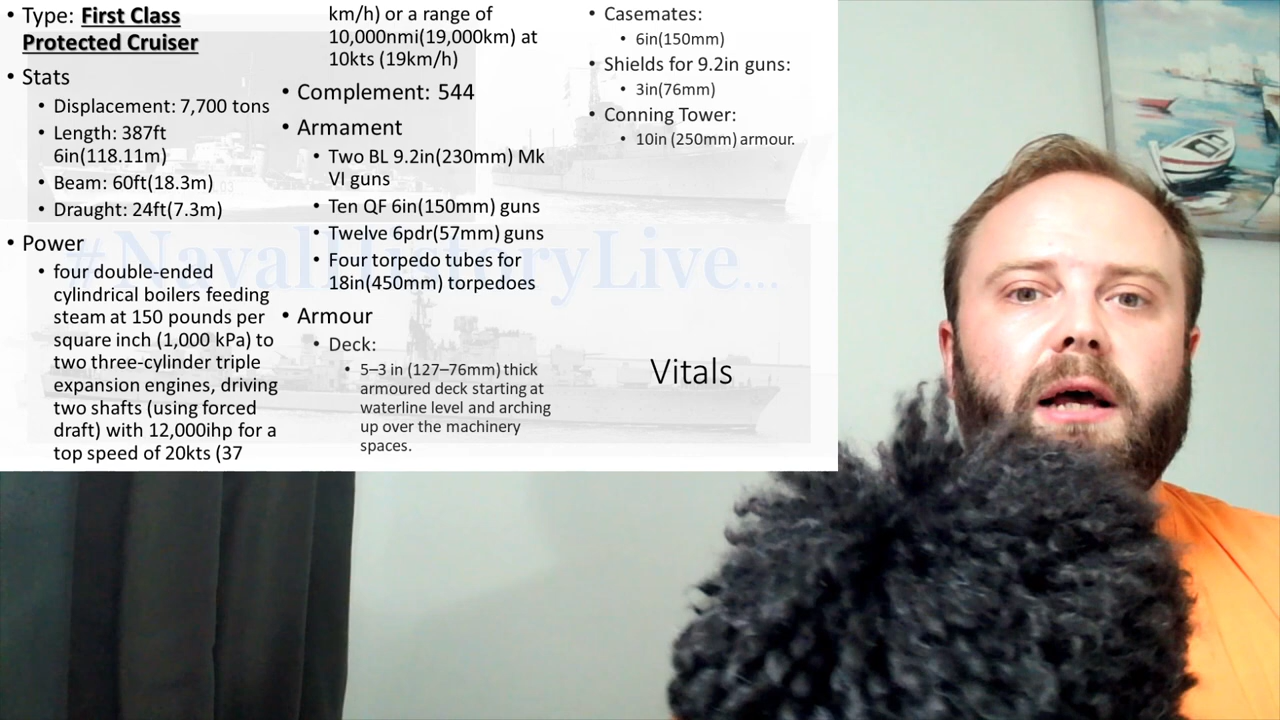 • Type: First Class
Protected Cruiser
• Stats
• Displacement: 7,700 tons
• Length: 387ft
6in(118.11m)
• Beam: 60ft(18.3m)
• Draught: 24ft(7.3m)
• Power
• four double-ended
cylindrical boilers feeding
steam at 150 pounds per
square inch (1,000 kPa) to
two three-cylinder triple
expansion engines, driving
two shafts (using forced
draft) with 12,000ihp for a
top speed of 20kts (37
km/h) or a range of
10,000nmi(19,000km) at
10kts (19km/h)
• Complement: 544
• Armament
• Two BL 9.2in(230mm) Mk
VI guns
• Ten QF 6in(150mm) guns
• Twelve 6pdr(57mm) guns
• Four torpedo tubes for
18in(450mm) torpedoes
• Armour
• Deck:
• 5–3 in (127–76mm) thick
armoured deck starting at
waterline level and arching
up over the machinery
spaces.
• Casemates:
• 6in(150mm)
• Shields for 9.2in guns:
• 3in(76mm)
• Conning Tower:
• 10in (250mm) armour.
Vitals
#NavalHistoryLive...